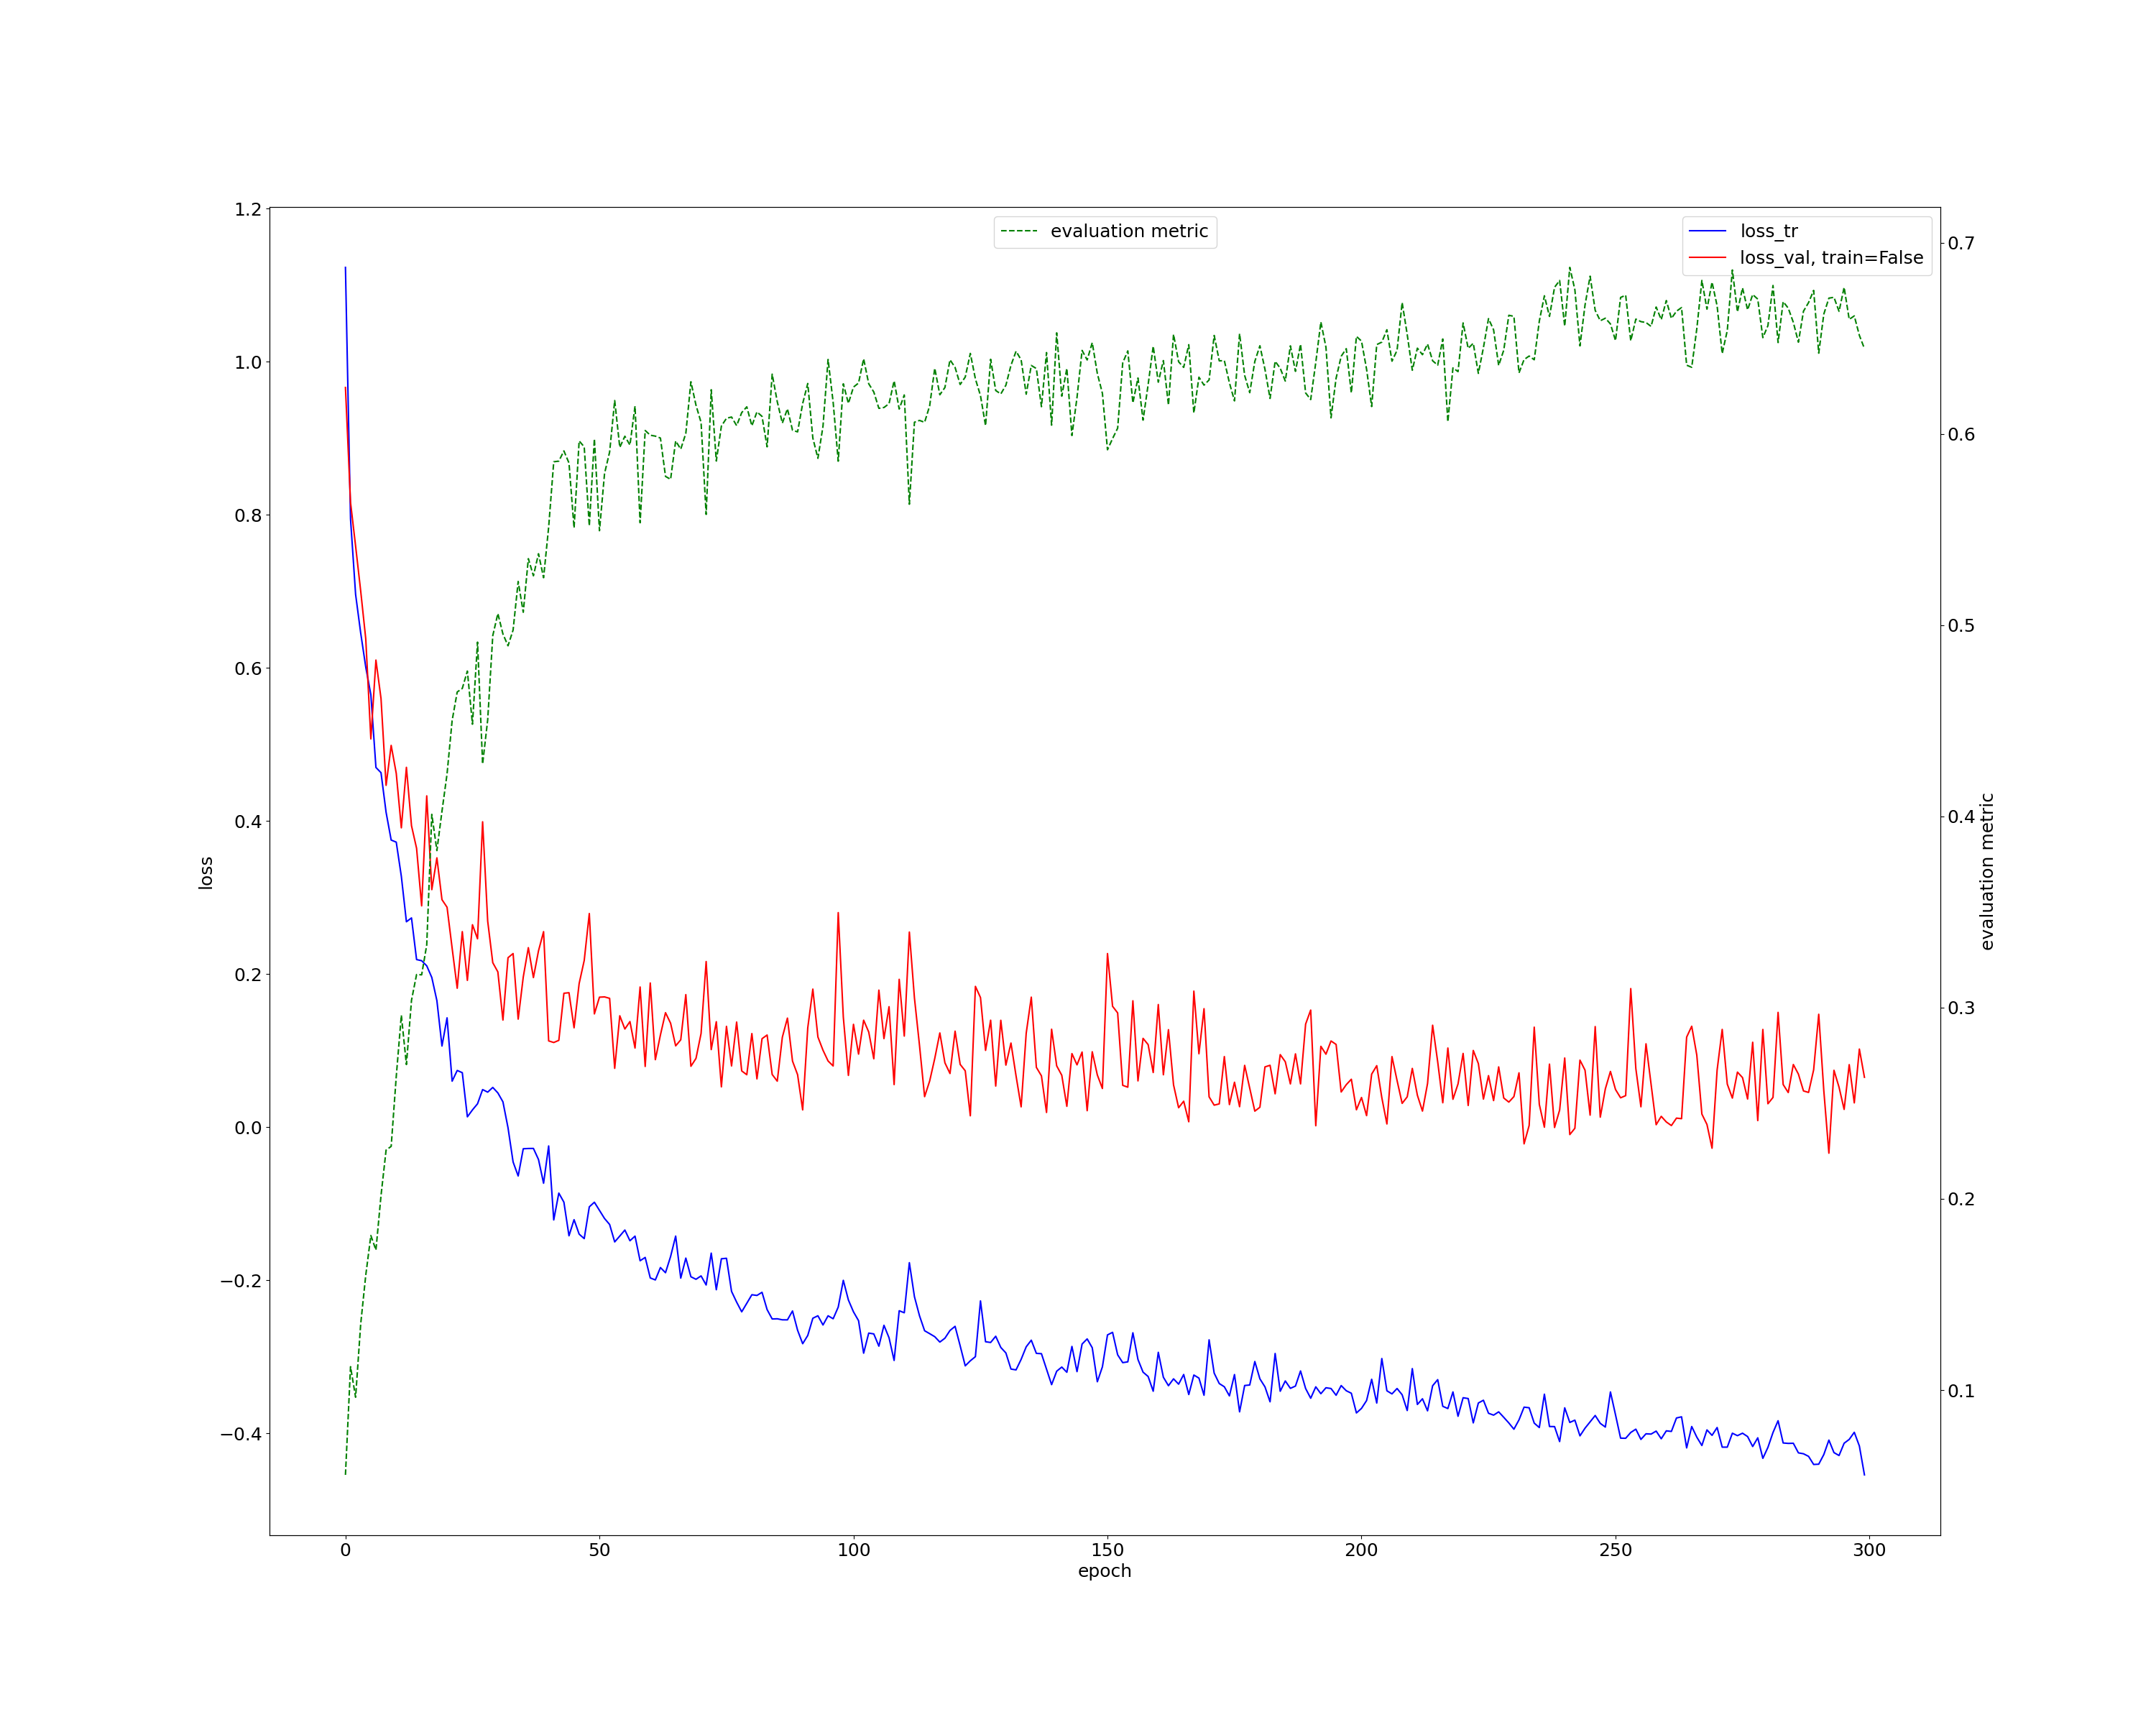 evaluation metric
loss_tr
loss_val, train=False
1.2
1.0
0.8
0.6
0.4
0.2
0.0
−0.2
−0.4
loss
0.7
0.6
0.5
0.4
0.3
0.2
0.1
evaluation metric
0 50 100 150 200 250 300
epoch